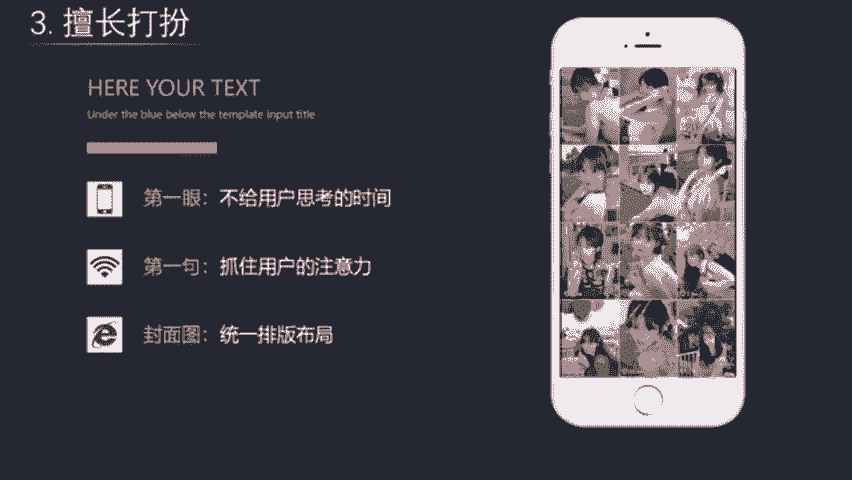 3. 擅长打扮
HERE YOUR TEXT
Under the blue below the template input title
第一眼：不给用户思考的时间
第一句：抓住用户的注意力
封面图：统一排版布局